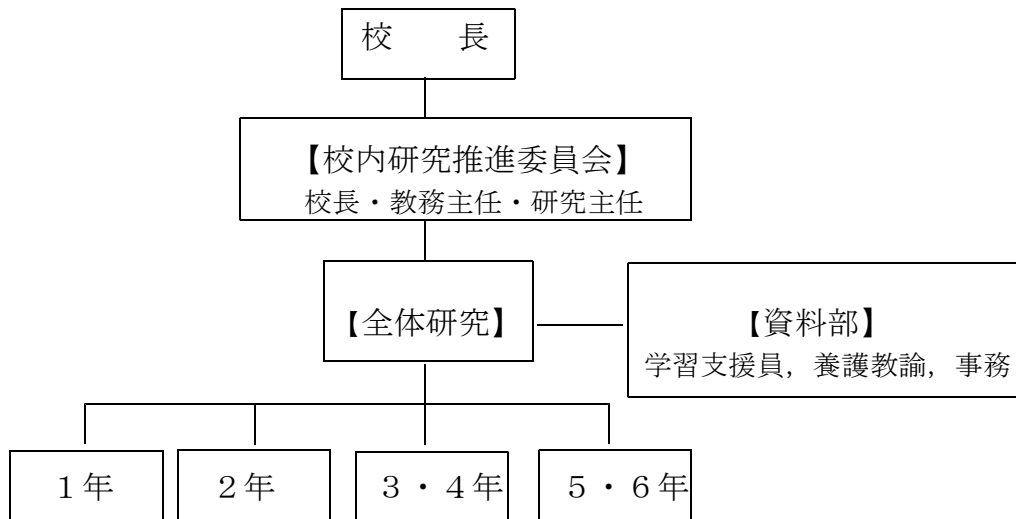 校　　長
【校内研究推進委員会】
校長・教務主任・研究主任
【全体研究】
【資料部】
学習支援員，養護教諭，事務
１年
２年
３・４年
５・６年